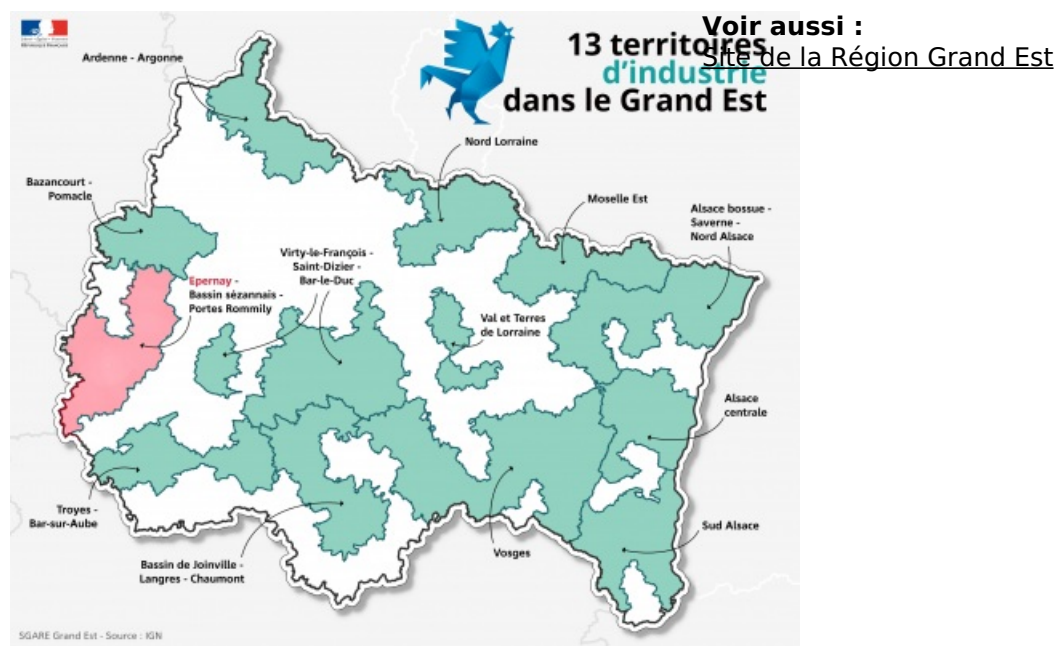 Voir aussi :
Site de la Région Grand Est
13 territoires
d'industrie
dans le Grand Est
Ardenne - Argonne
Nord Lorraine
Bazancourt -
Pomacle
Moselle Est
Alsace bossue -
Saverne -
Nord Alsace
Virty-le-François -
Saint-Dizier -
Bar-le-Duc
Epernay -
Bassin sézannais -
Portes Rommily
Val et Terres
de Lorraine
Alsace
centrale
Troyes -
Bar-sur-Aube
Sud Alsace
Vosges
Bassin de Joinville -
Langres - Chaumont
SGARE Grand Est - Source : IGN